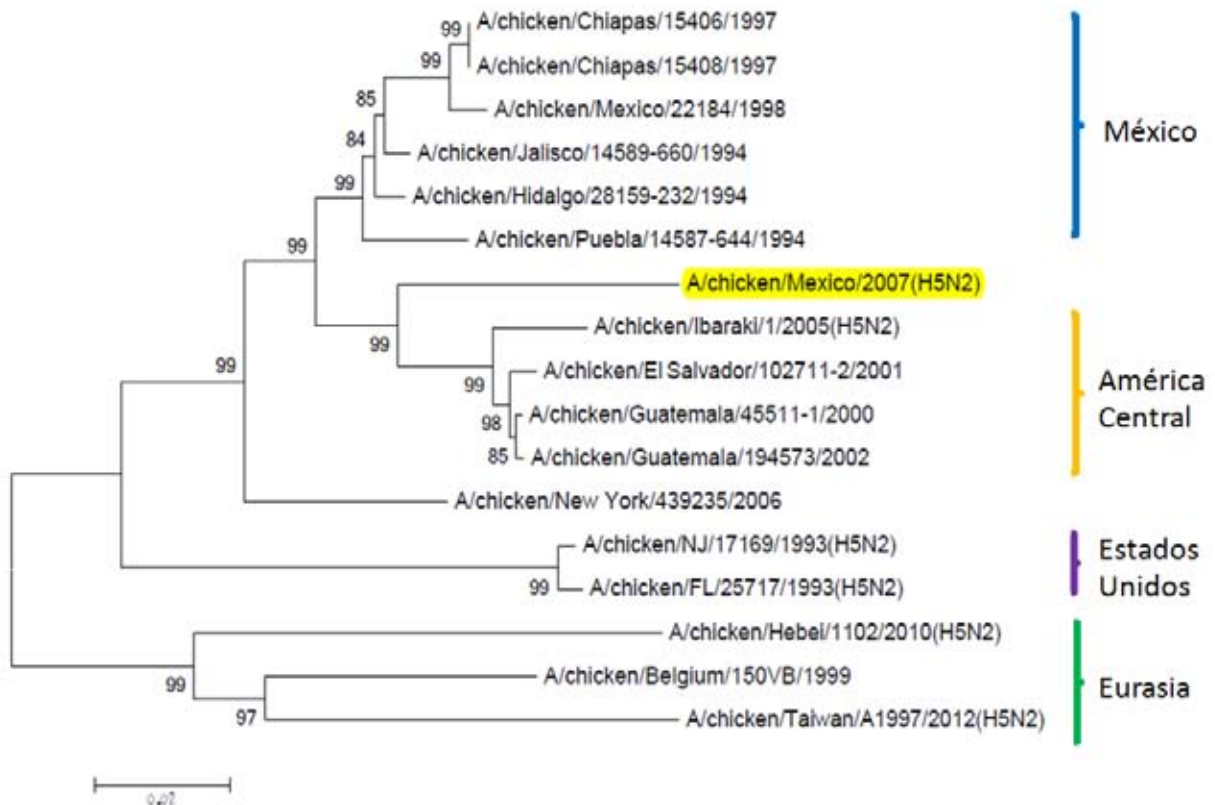 99
A/chicken/Chiapas/15406/1997
99
A/chicken/Chiapas/15408/1997
85
A/chicken/Mexico/22184/1998
México
84
A/chicken/Jalisco/14589-660/1994
99
A/chicken/Hidalgo/28159-232/1994
99
A/chicken/Puebla/14587-644/1994
A/chicken/Mexico/2007(H5N2)
99
A/chicken/Ibaraki/1/2005(H5N2)
99
99
A/chicken/El Salvador/102711-2/2001
América
Central
98
A/chicken/Guatemala/45511-1/2000
85
A/chicken/Guatemala/194573/2002
A/chicken/New York/439235/2006
A/chicken/NJ/17169/1993(H5N2)
Estados
Unidos
99
A/chicken/FL/25717/1993(H5N2)
A/chicken/Hebei/1102/2010(H5N2)
99
A/chicken/Belgium/150VB/1999
Eurasia
97
A/chicken/Taiwan/A1997/2012(H5N2)
0.02